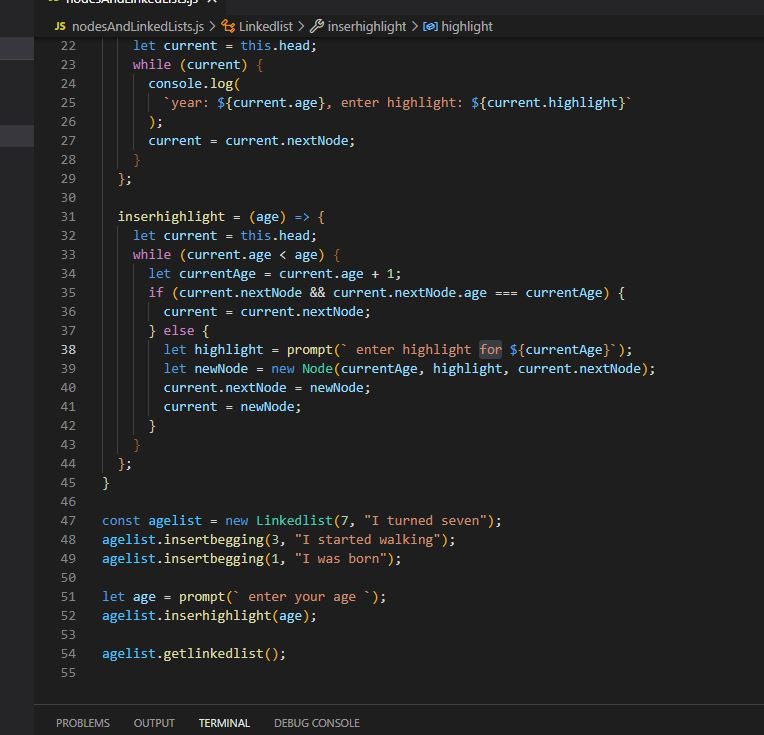 JS nodesAndLinkedLists.js > Linkedlist > inserhighlight > highlight
22 let current = this.head;
23 while (current) {
24 console.log(
25 `year: ${current.age}, enter highlight: ${current.highlight}`
26 );
27 current = current.nextNode;
28 }
29 };
30
31 inserhighlight = (age) => {
32 let current = this.head;
33 while (current.age < age) {
34 let currentAge = current.age + 1;
35 if (current.nextNode && current.nextNode.age === currentAge) {
36 current = current.nextNode;
37 } else {
38 let highlight = prompt(` enter highlight for ${currentAge}`);
39 let newNode = new Node(currentAge, highlight, current.nextNode);
40 current.nextNode = newNode;
41 current = newNode;
42 }
43 }
44 };
45 }
46
47 const agelist = new Linkedlist(7, "I turned seven");
48 agelist.insertbegging(3, "I started walking");
49 agelist.insertbegging(1, "I was born");
50
51 let age = prompt(` enter your age `);
52 agelist.inserhighlight(age);
53
54 agelist.getlinkedlist();
55
PROBLEMS OUTPUT TERMINAL DEBUG CONSOLE